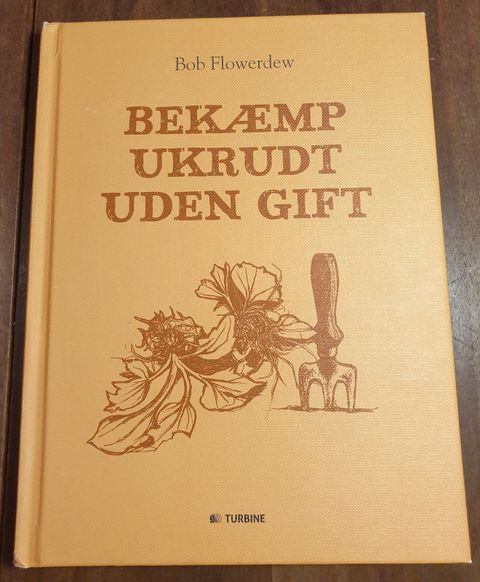 Bob Flowerdew
BEKÆMP
UKRUDT
UDEN GIFT
TURBINE